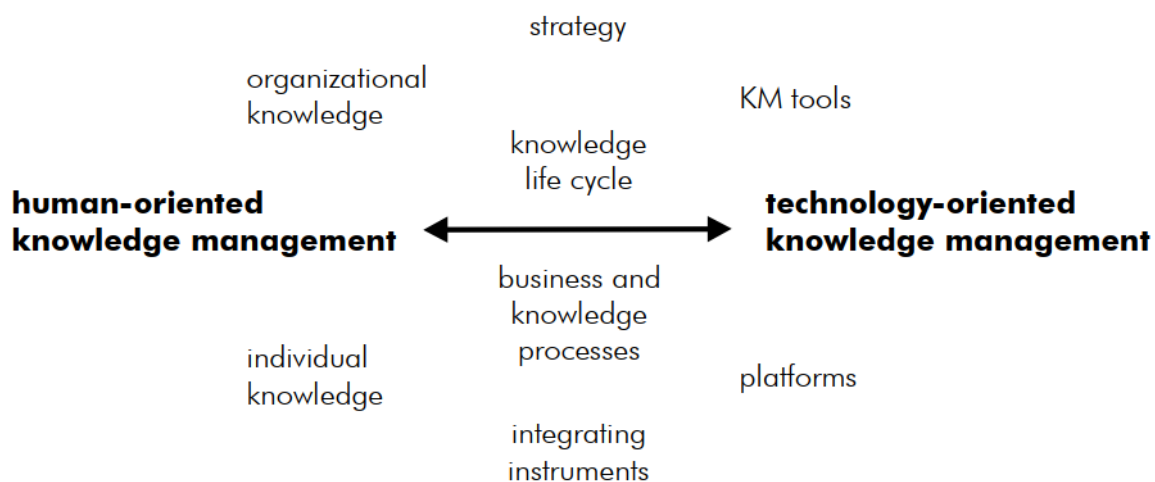 strategy
organizational
knowledge
KM tools
knowledge
life cycle
human-oriented
knowledge management
technology-oriented
knowledge management
business and
knowledge
processes
individual
knowledge
platforms
integrating
instruments